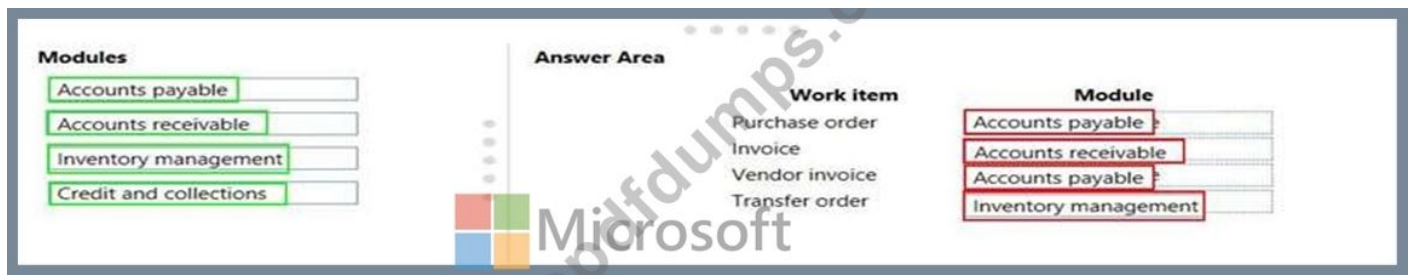 Modules
Accounts payable
Accounts receivable
Inventory management
Credit and collections
Answer Area
Work item Module
Purchase order Accounts payable
Invoice Accounts receivable
Vendor invoice Accounts payable
Transfer order Inventory management
Microsoft
pdfdumps.